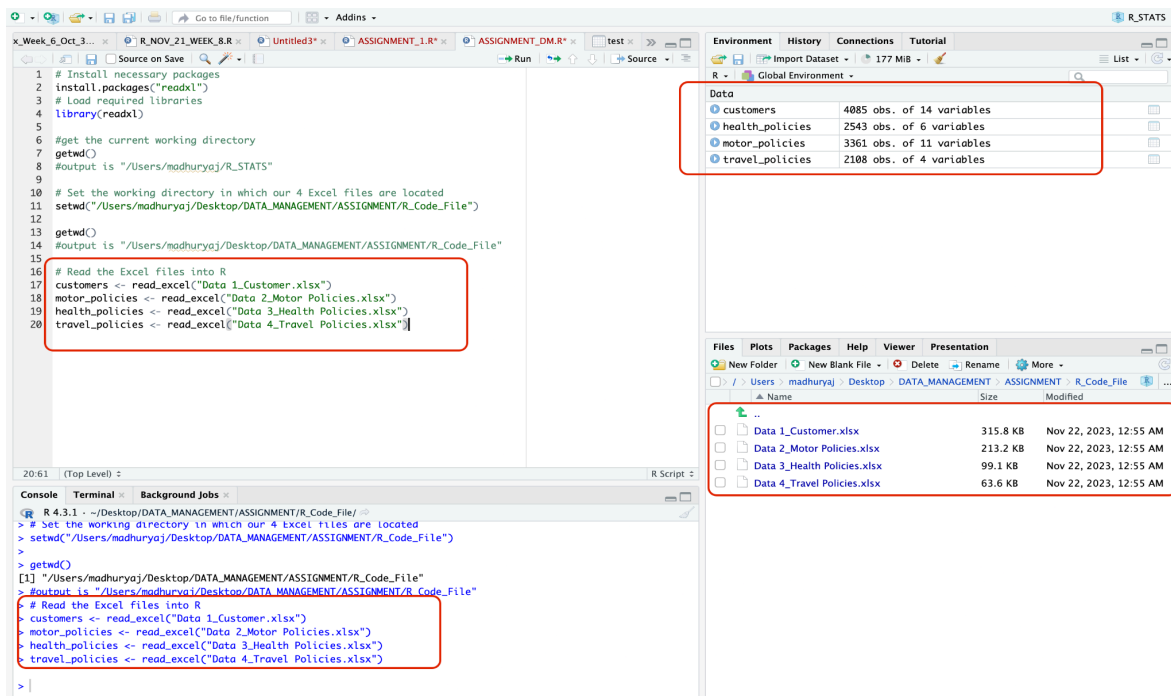 Go to file/function
Addins
R_STATS
x_Week_6_Oct_3...
R_NOV_21_WEEK_8.R
Untitled3*
ASSIGNMENT_1.R*
ASSIGNMENT_DM.R*
test
Source on Save
Run
Source
1 # Install necessary packages
2 install.packages("readxl")
3 # Load required libraries
4 library(readxl)
5
6 #get the current working directory
7 getwd()
8 #output is "/Users/madhuryaj/R_STATS"
9
10 # Set the working directory in which our 4 Excel files are located
11 setwd("/Users/madhuryaj/Desktop/DATA_MANAGEMENT/ASSIGNMENT/R_Code_File")
12
13 getwd()
14 #output is "/Users/madhuryaj/Desktop/DATA_MANAGEMENT/ASSIGNMENT/R_Code_File"
15
16 # Read the Excel files into R
17 customers <- read_excel("Data 1_Customer.xlsx")
18 motor_policies <- read_excel("Data 2_Motor Policies.xlsx")
19 health_policies <- read_excel("Data 3_Health Policies.xlsx")
20 travel_policies <- read_excel("Data 4_Travel Policies.xlsx")
20:61 (Top Level) R Script
Console Terminal Background Jobs
R 4.3.1 · ~/Desktop/DATA_MANAGEMENT/ASSIGNMENT/R_Code_File/
> # Set the working directory in which our 4 Excel files are located
> setwd("/Users/madhuryaj/Desktop/DATA_MANAGEMENT/ASSIGNMENT/R_Code_File")
>
> getwd()
[1] "/Users/madhuryaj/Desktop/DATA_MANAGEMENT/ASSIGNMENT/R_Code_File"
> #output is "/Users/madhuryaj/Desktop/DATA_MANAGEMENT/ASSIGNMENT/R_Code_File"
> # Read the Excel files into R
> customers <- read_excel("Data 1_Customer.xlsx")
> motor_policies <- read_excel("Data 2_Motor Policies.xlsx")
> health_policies <- read_excel("Data 3_Health Policies.xlsx")
> travel_policies <- read_excel("Data 4_Travel Policies.xlsx")
>
Environment History Connections Tutorial
Import Dataset 177 MiB List
R Global Environment
Data
customers 4085 obs. of 14 variables
health_policies 2543 obs. of 6 variables
motor_policies 3361 obs. of 11 variables
travel_policies 2108 obs. of 4 variables
Files Plots Packages Help Viewer Presentation
New Folder New Blank File Delete Rename More
/ > Users > madhuryaj > Desktop > DATA_MANAGEMENT > ASSIGNMENT > R_Code_File ...
Name Size Modified
..
Data 1_Customer.xlsx 315.8 KB Nov 22, 2023, 12:55 AM
Data 2_Motor Policies.xlsx 213.2 KB Nov 22, 2023, 12:55 AM
Data 3_Health Policies.xlsx 99.1 KB Nov 22, 2023, 12:55 AM
Data 4_Travel Policies.xlsx 63.6 KB Nov 22, 2023, 12:55 AM